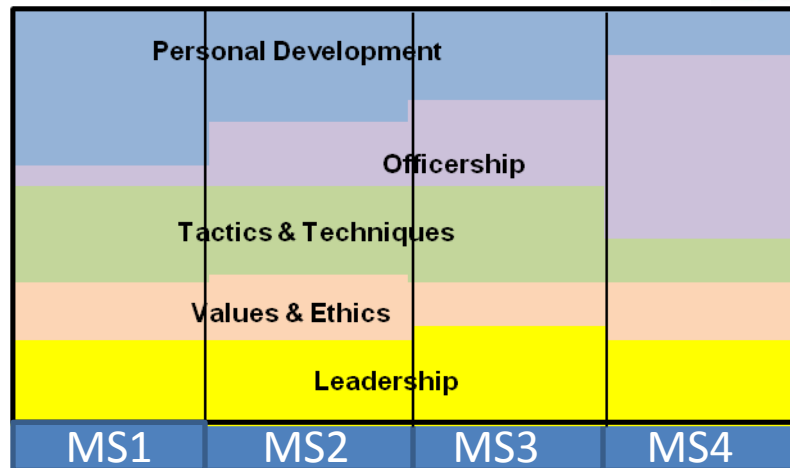 Personal Development
Officership
Tactics & Techniques
Values & Ethics
Leadership
MS1 MS2 MS3 MS4